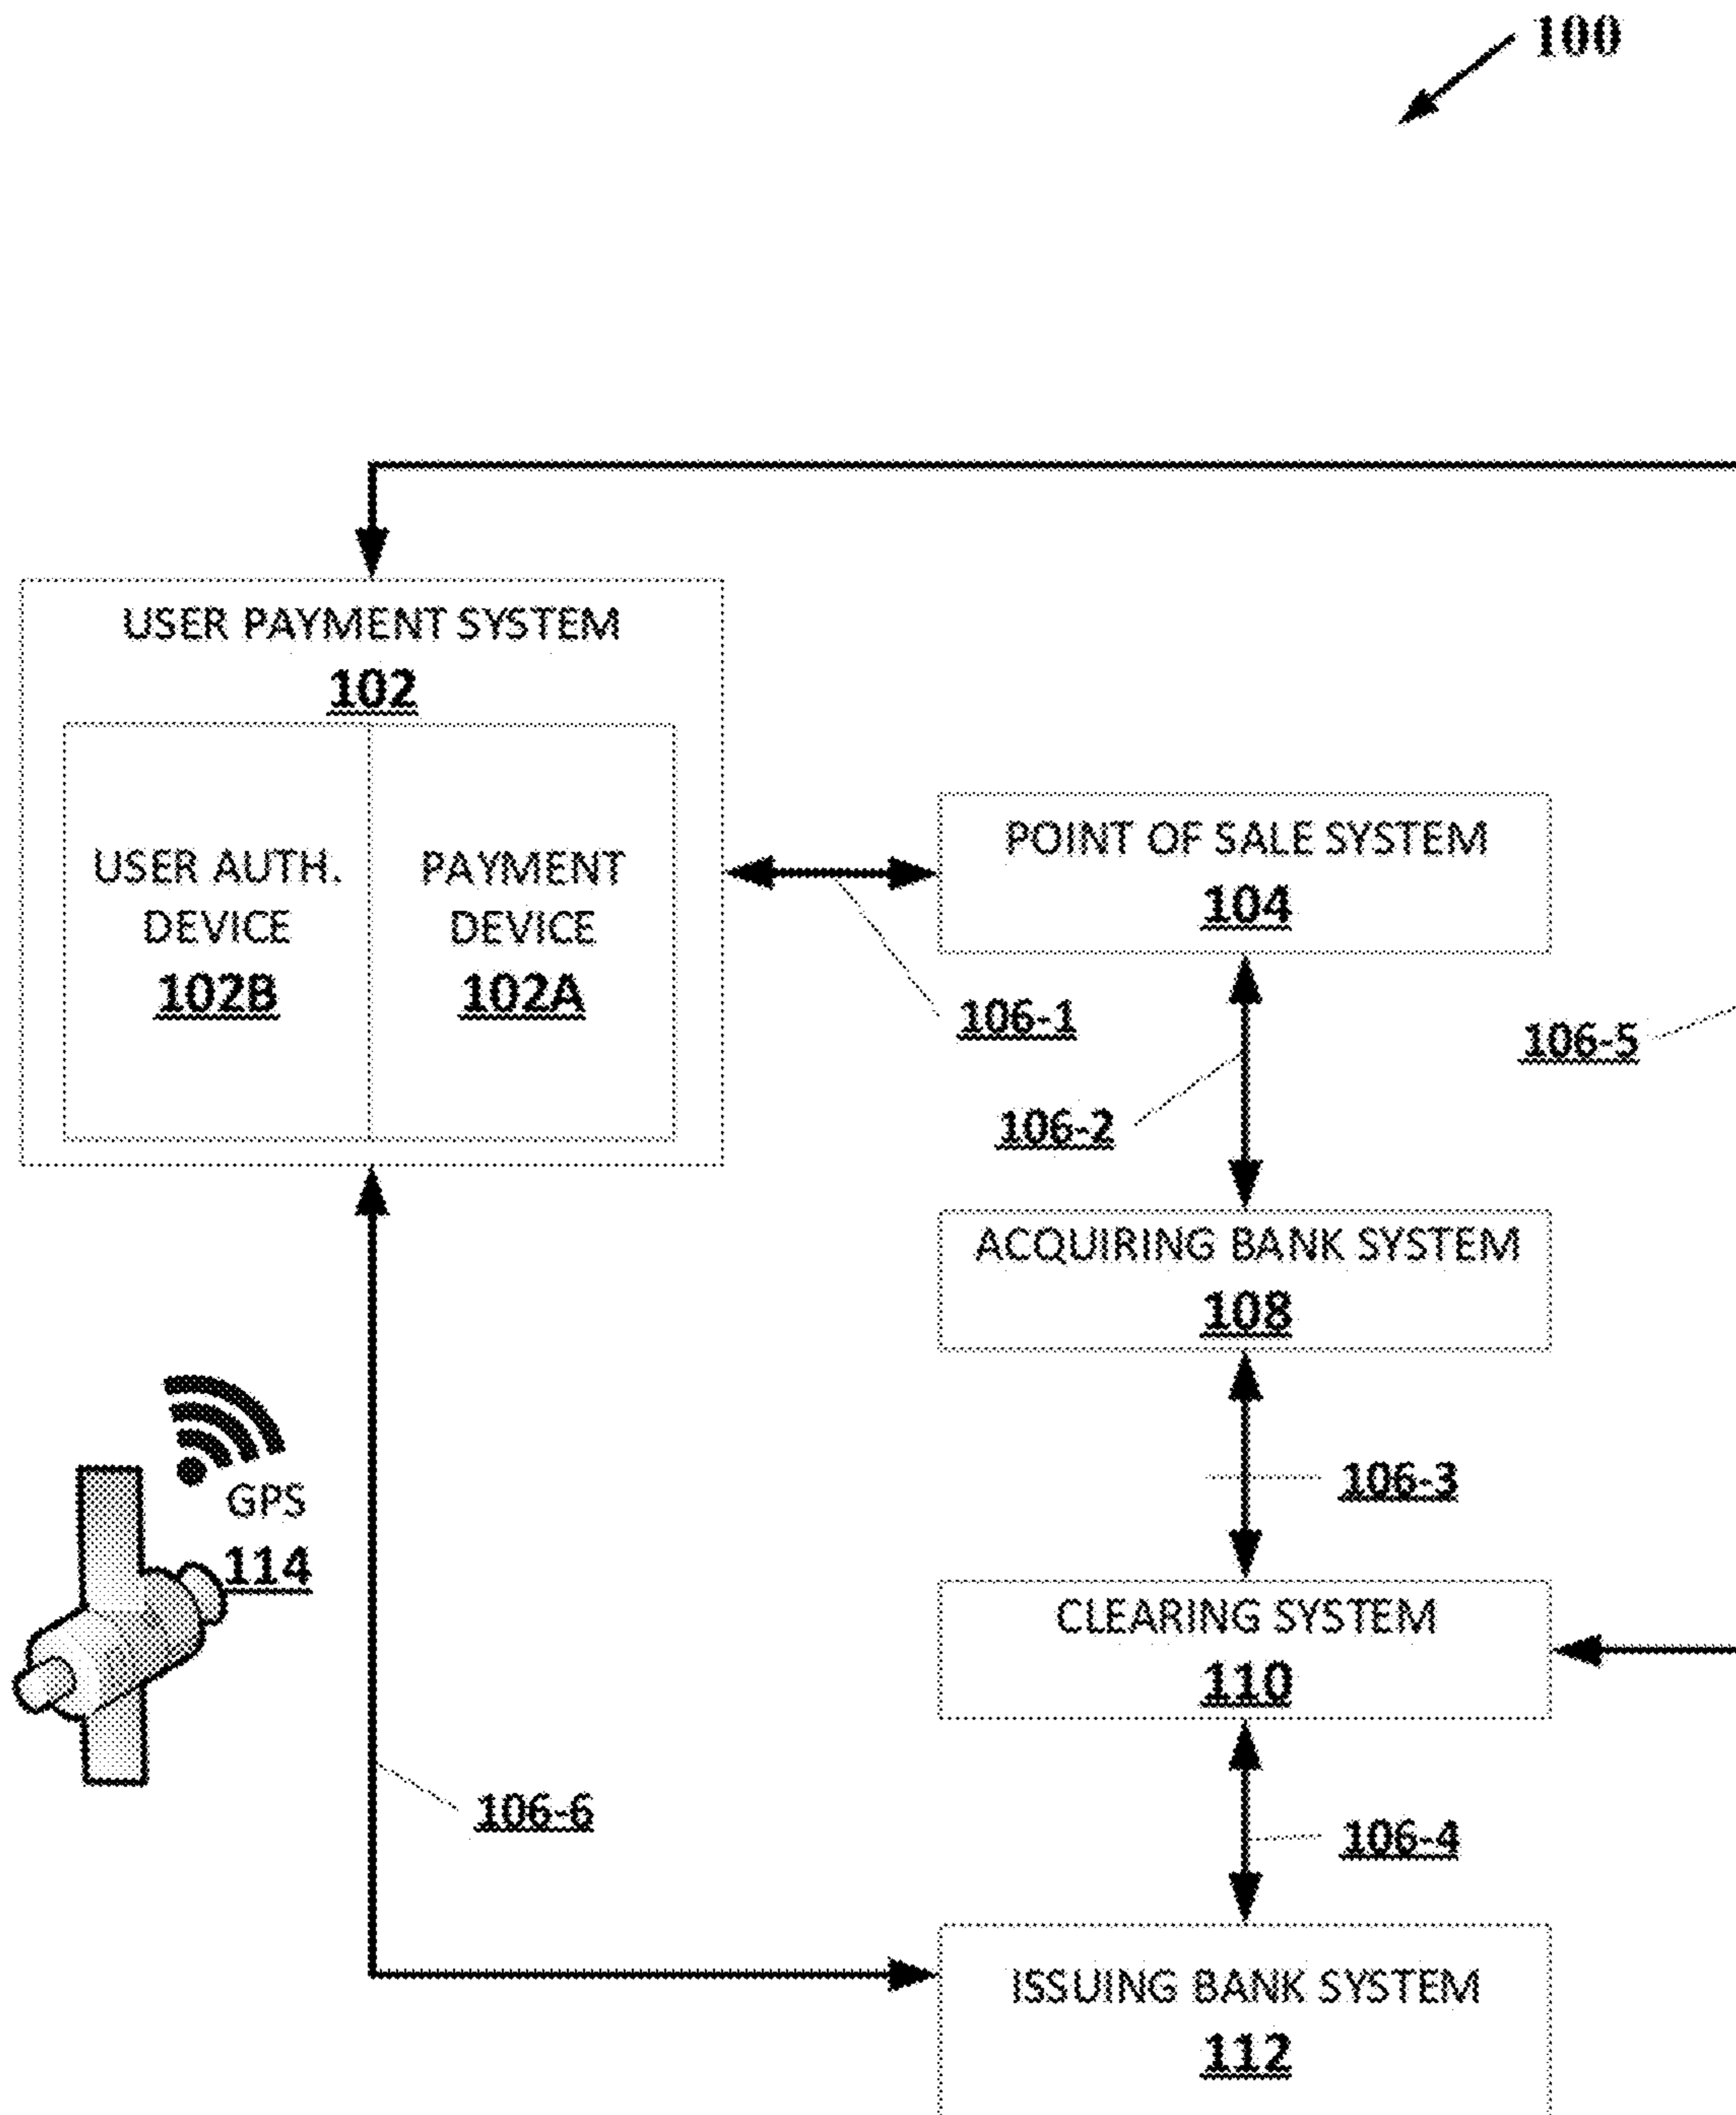 100
USER PAYMENT SYSTEM
102
USER AUTH.
DEVICE
102B
PAYMENT
DEVICE
102A
POINT OF SALE SYSTEM
104
106-1
106-2
106-5
ACQUIRING BANK SYSTEM
108
106-3
GPS
114
CLEARING SYSTEM
110
106-6
106-4
ISSUING BANK SYSTEM
112